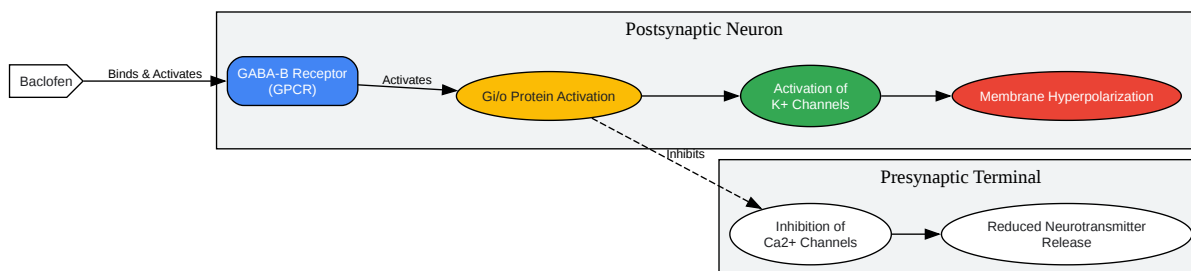 Postsynaptic Neuron
Baclofen
Binds & Activates
GABA-B Receptor
(GPCR)
Activates
Gi/o Protein Activation
Activation of
K+ Channels
Membrane Hyperpolarization
Inhibits
Presynaptic Terminal
Inhibition of
Ca2+ Channels
Reduced Neurotransmitter
Release